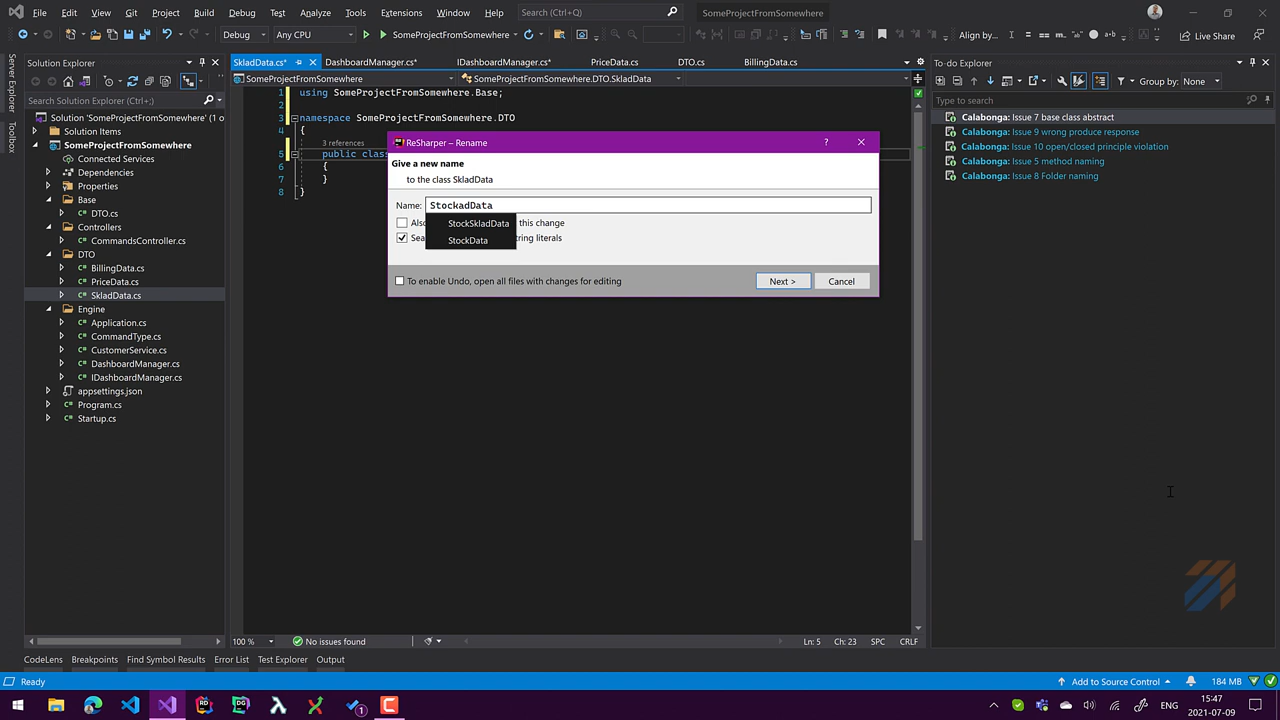 File Edit View Git Project Build Debug Test Analyze Tools Extensions Window Help Search (Ctrl+Q) SomeProjectFromSomewhere
Debug Any CPU SomeProjectFromSomewhere Align by... Live Share
Server Explorer
Toolbox
Solution Explorer
Search Solution Explorer (Ctrl+;)
Solution 'SomeProjectFromSomewhere' (1 o
Solution Items
SomeProjectFromSomewhere
Connected Services
Dependencies
Properties
Base
DTO.cs
Controllers
CommandsController.cs
DTO
BillingData.cs
PriceData.cs
SkladData.cs
Engine
Application.cs
CommandType.cs
CustomerService.cs
DashboardManager.cs
IDashboardManager.cs
appsettings.json
Program.cs
Startup.cs
SkladData.cs* DashboardManager.cs* IDashboardManager.cs* PriceData.cs DTO.cs BillingData.cs
SomeProjectFromSomewhere SomeProjectFromSomewhere.DTO.SkladData
1 using SomeProjectFromSomewhere.Base;
2
3 namespace SomeProjectFromSomewhere.DTO
4 {
3 references
5 public clas
6 {
7 }
8 }
ReSharper – Rename ?
Give a new name
to the class SkladData
Name: StockadData
StockSkladData this change
StockData tring literals
To enable Undo, open all files with changes for editing
Next > Cancel
To-do Explorer
Group by: None
Type to search
Calabonga: Issue 7 base class abstract
Calabonga: Issue 9 wrong produce response
Calabonga: Issue 10 open/closed principle violation
Calabonga: Issue 5 method naming
Calabonga: Issue 8 Folder naming
100 % No issues found Ln: 5 Ch: 23 SPC CRLF
CodeLens Breakpoints Find Symbol Results Error List Test Explorer Output
Ready Add to Source Control 184 MB
ENG
15:47
2021-07-09